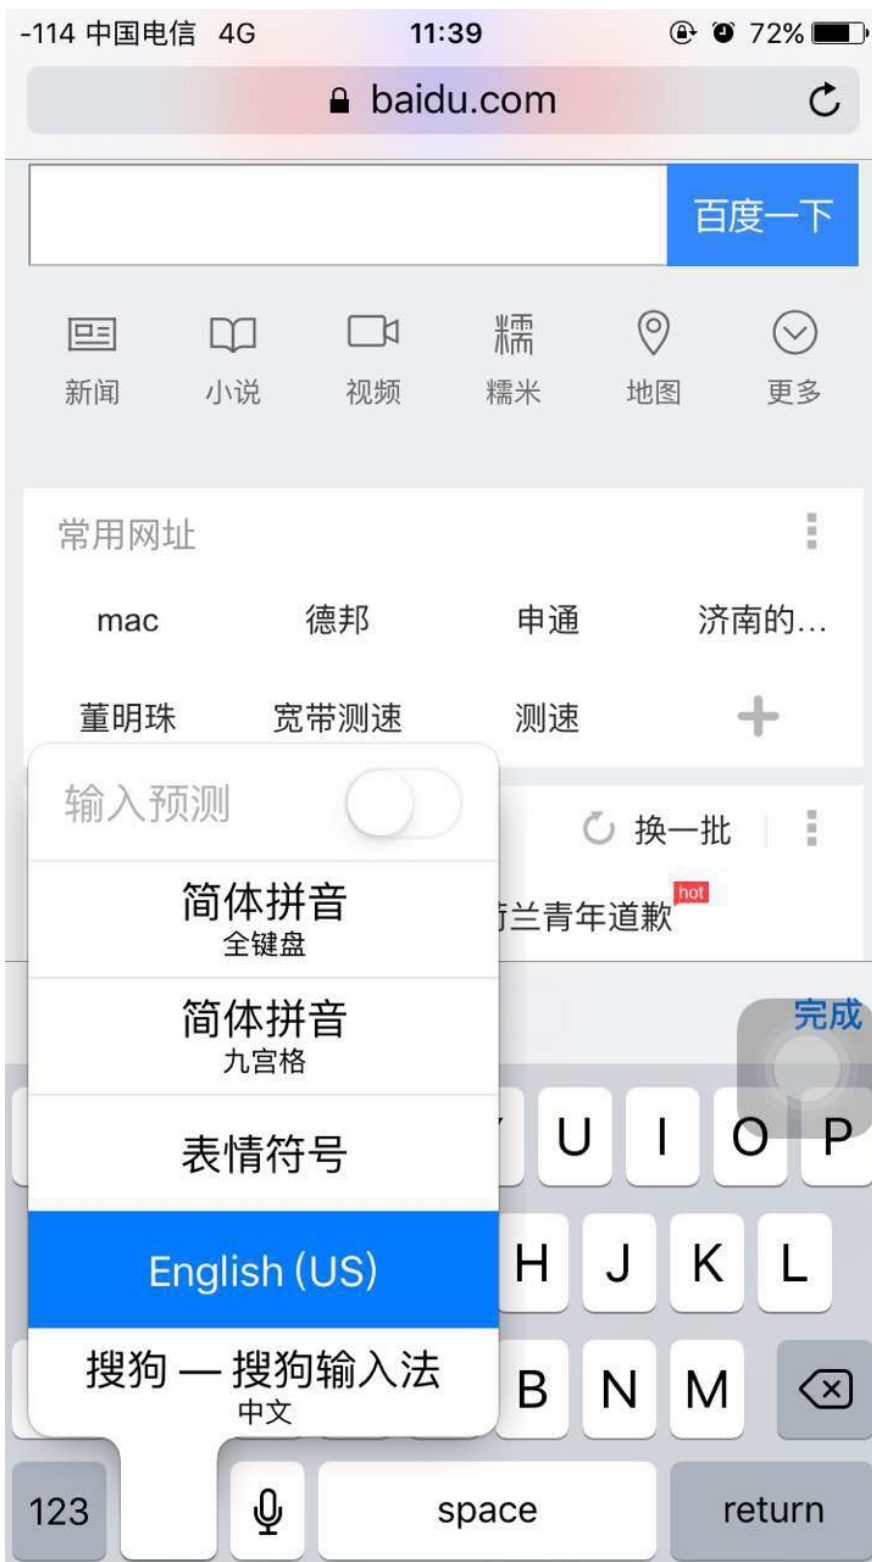 -114 中国电信 4G 11:39 72%
baidu.com
百度一下
糯
新闻 小说 视频 糯米 地图 更多
常用网址
mac 德邦 申通 济南的...
董明珠 宽带测速 测速
输入预测
换一批
简体拼音
全键盘
兰青年道歉 hot
简体拼音
九宫格
完成
表情符号
U I O P
English (US)
H J K L
搜狗 — 搜狗输入法
中文
B N M
123 space return